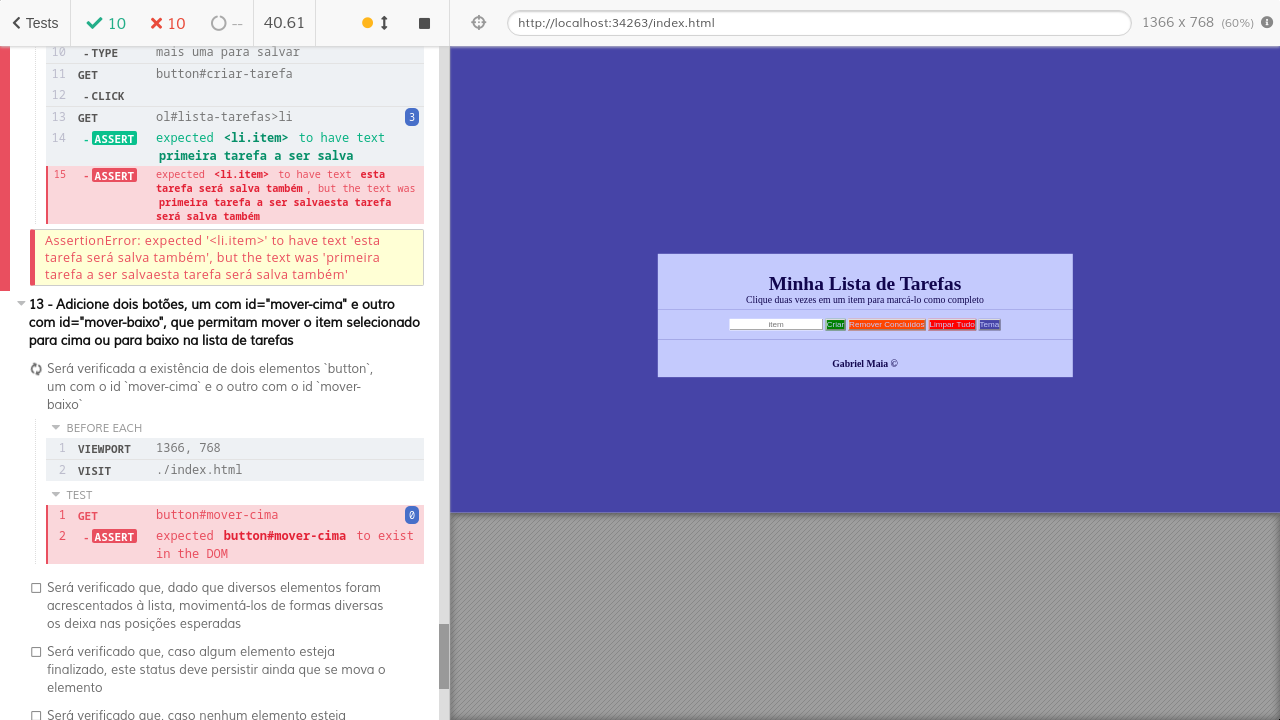 Tests
10
10
--
40.61
http://localhost:34263/index.html
1366 x 768 (60%)
10 - TYPE mais uma para salvar
11 GET button#criar-tarefa
12 - CLICK
13 GET ol#lista-tarefas>li 3
14 - ASSERT expected <li.item> to have text
primeira tarefa a ser salva
15 - ASSERT expected <li.item> to have text esta
tarefa será salva também , but the text was
primeira tarefa a ser salvaesta tarefa
será salva também
AssertionError: expected '<li.item>' to have text 'esta
tarefa será salva também', but the text was 'primeira
tarefa a ser salvaesta tarefa será salva também'
13 - Adicione dois botões, um com id="mover-cima" e outro
com id="mover-baixo", que permitam mover o item selecionado
para cima ou para baixo na lista de tarefas
Será verificada a existência de dois elementos `button`,
um com o id `mover-cima` e o outro com o id `mover-
baixo`
BEFORE EACH
1 VIEWPORT 1366, 768
2 VISIT ./index.html
TEST
1 GET button#mover-cima 0
2 - ASSERT expected button#mover-cima to exist
in the DOM
Será verificado que, dado que diversos elementos foram
acrescentados à lista, movimentá-los de formas diversas
os deixa nas posições esperadas
Será verificado que, caso algum elemento esteja
finalizado, este status deve persistir ainda que se mova o
elemento
Será verificado que, caso nenhum elemento esteja
Minha Lista de Tarefas
Clique duas vezes em um item para marcá-lo como completo
Item Criar Remover Concluídos Limpar Tudo Tema
Gabriel Maia ©